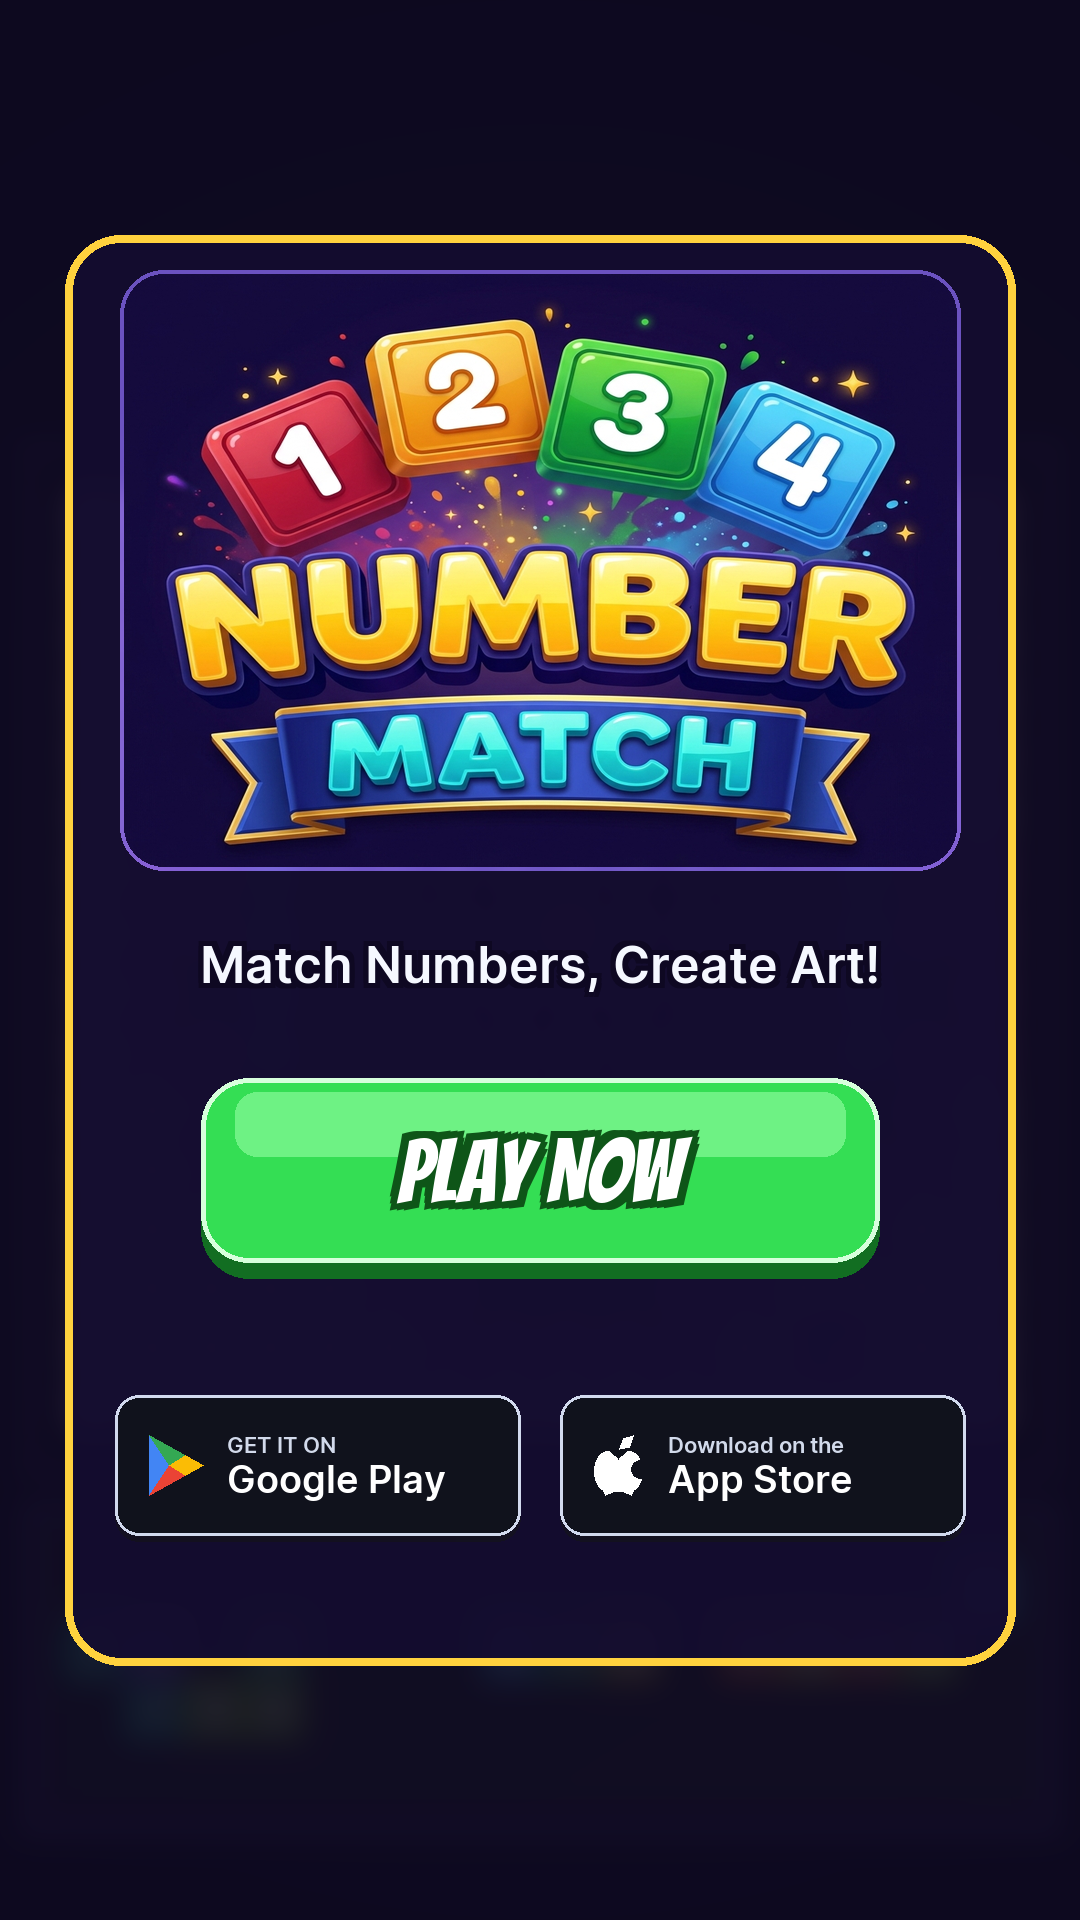 1 2 3 4
NUMBER
MATCH
Match Numbers, Create Art!
PLAY NOW
GET IT ON
Google Play
Download on the
App Store